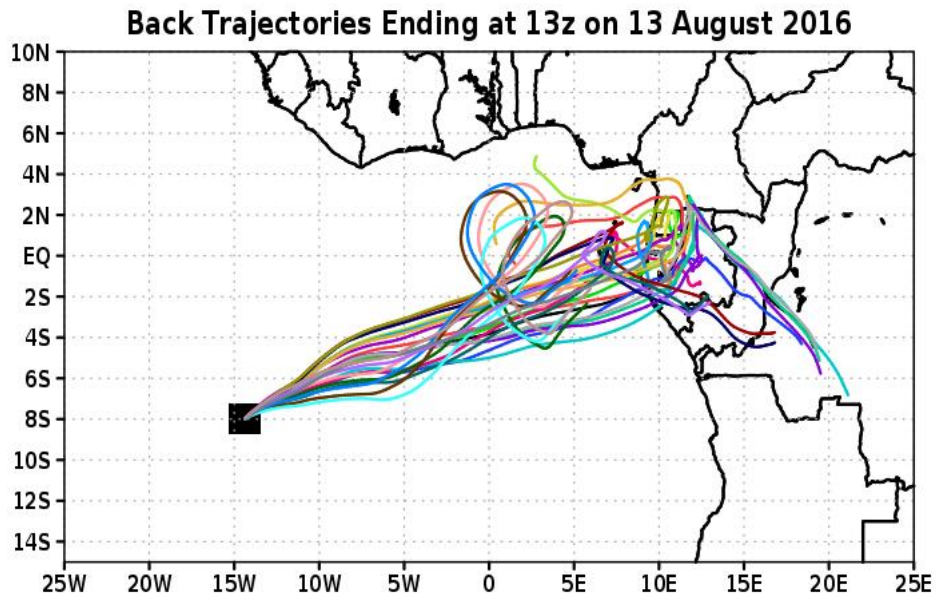 Back Trajectories Ending at 13z on 13 August 2016
10N
8N
6N
4N
2N
EQ
2S
4S
6S
8S
10S
12S
14S
25W 20W 15W 10W 5W 0 5E 10E 15E 20E 25E